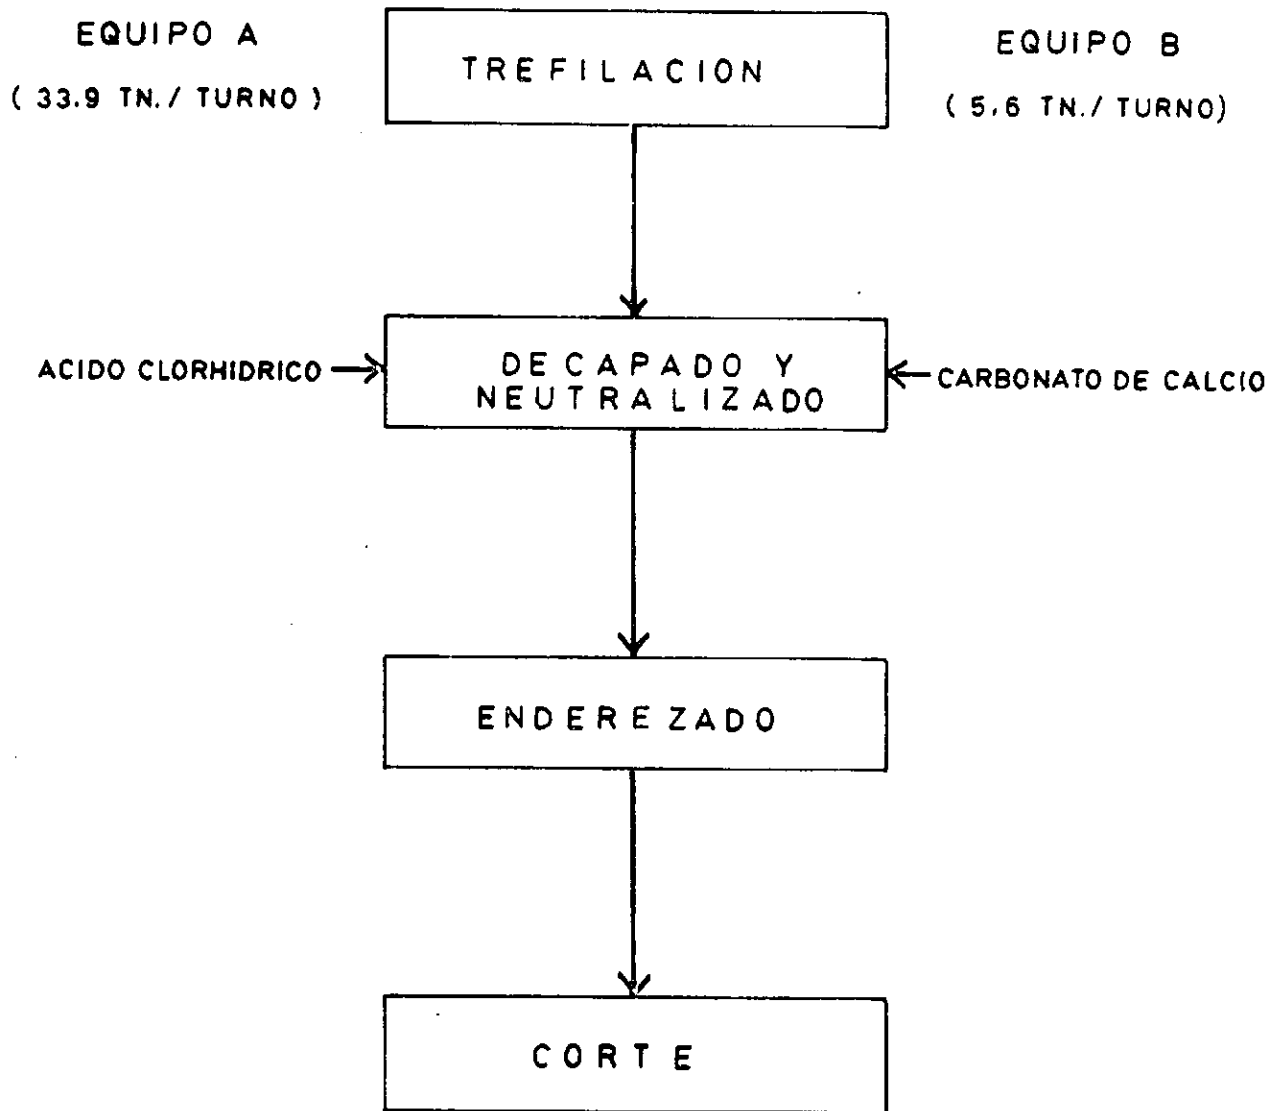 EQUIPO A
( 33.9 TN./ TURNO )
TREFILACION
EQUIPO B
( 5,6 TN./ TURNO)
ACIDO CLORHIDRICO
DECAPADO Y
NEUTRALIZADO
CARBONATO DE CALCIO
ENDEREZADO
CORTE